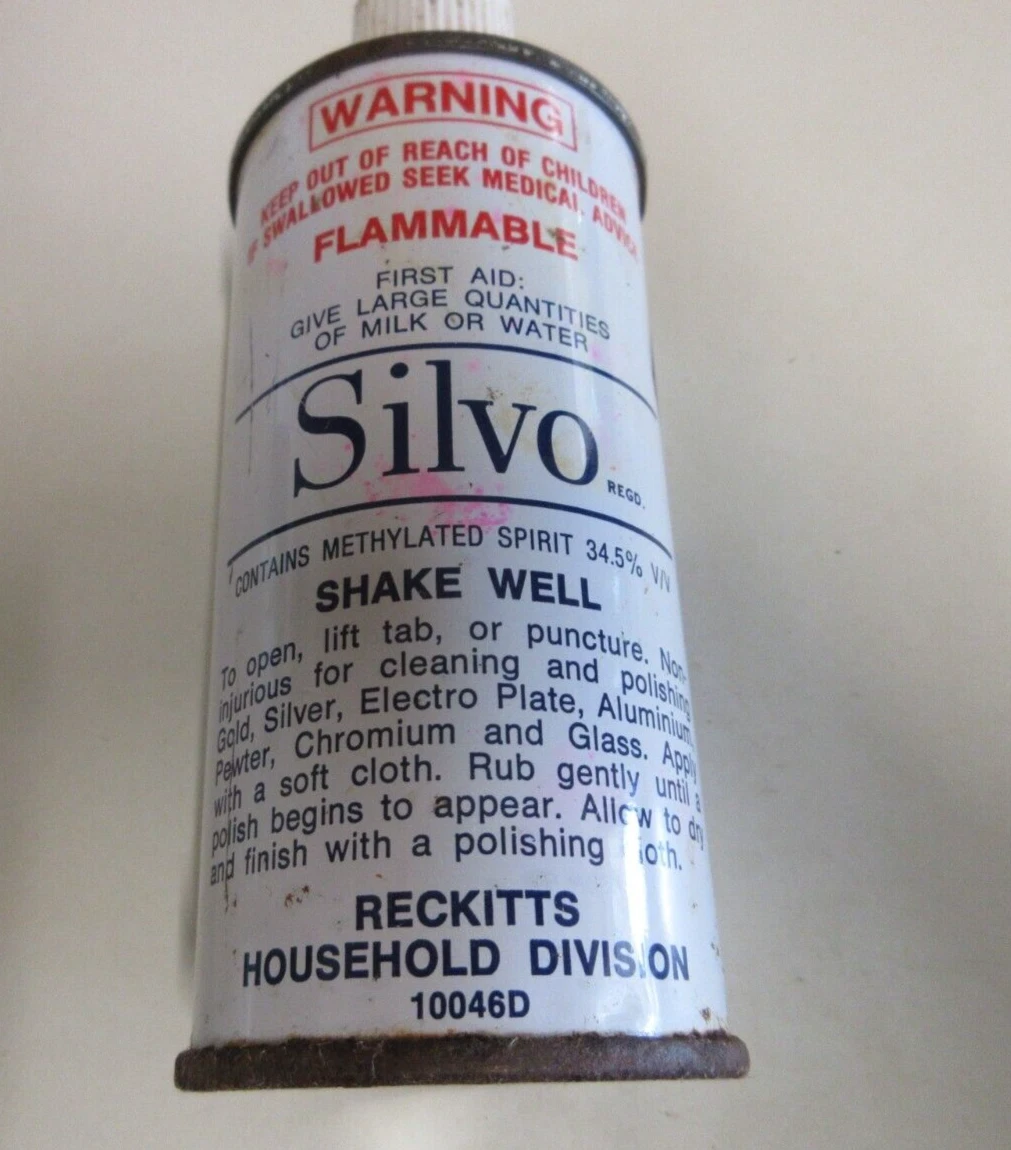 WARNING
KEEP OUT OF REACH OF CHILDREN
IF SWALLOWED SEEK MEDICAL ADVICE
FLAMMABLE
FIRST AID:
GIVE LARGE QUANTITIES
OF MILK OR WATER
Silvo
REGD.
CONTAINS METHYLATED SPIRIT 34.5% V/V
SHAKE WELL
To open, lift tab, or puncture. Non-
injurious for cleaning and polishing
Gold, Silver, Electro Plate, Aluminium,
Pewter, Chromium and Glass. Apply
with a soft cloth. Rub gently until a
polish begins to appear. Allow to dry
and finish with a polishing cloth.
RECKITTS
HOUSEHOLD DIVISION
10046D